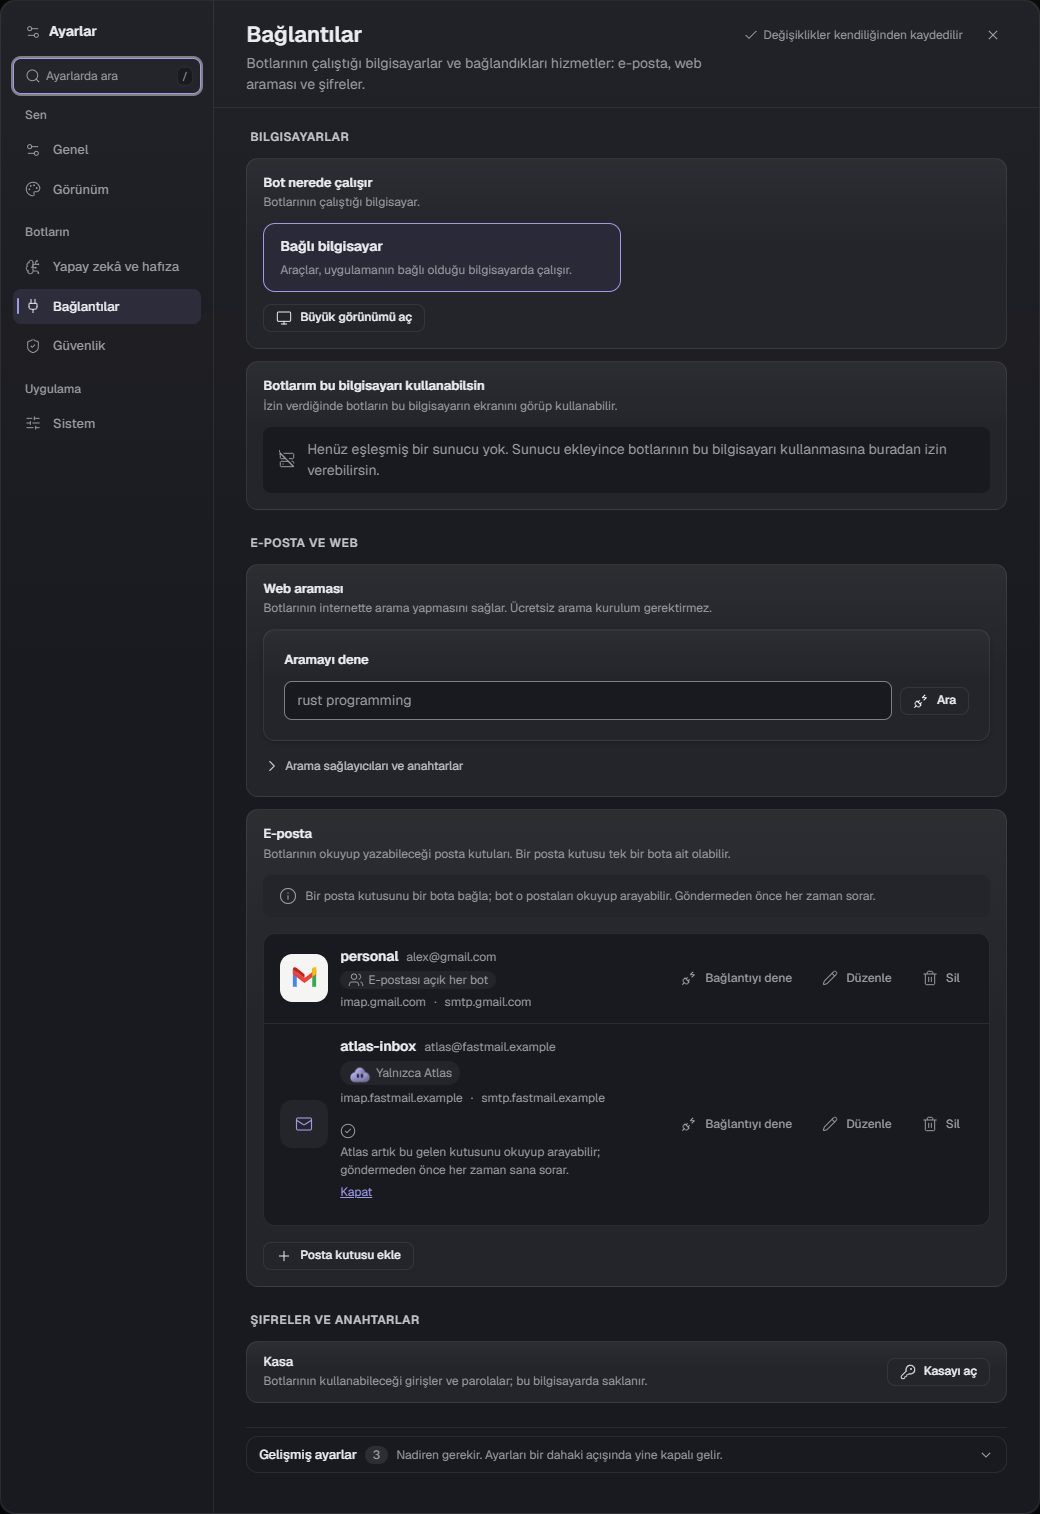 Ayarlar
Ayarlarda ara
/
Sen
Genel
Görünüm
Botların
Yapay zekâ ve hafıza
Bağlantılar
Güvenlik
Uygulama
Sistem
Bağlantılar
Değişiklikler kendiliğinden kaydedilir
Botlarının çalıştığı bilgisayarlar ve bağlandıkları hizmetler: e-posta, web
araması ve şifreler.
BILGISAYARLAR
Bot nerede çalışır
Botlarının çalıştığı bilgisayar.
Bağlı bilgisayar
Araçlar, uygulamanın bağlı olduğu bilgisayarda çalışır.
Büyük görünümü aç
Botlarım bu bilgisayarı kullanabilsin
İzin verdiğinde botların bu bilgisayarın ekranını görüp kullanabilir.
Henüz eşleşmiş bir sunucu yok. Sunucu ekleyince botlarının bu bilgisayarı kullanmasına buradan izin
verebilirsin.
E-POSTA VE WEB
Web araması
Botlarının internette arama yapmasını sağlar. Ücretsiz arama kurulum gerektirmez.
Aramayı dene
rust programming
Ara
Arama sağlayıcıları ve anahtarlar
E-posta
Botlarının okuyup yazabileceği posta kutuları. Bir posta kutusu tek bir bota ait olabilir.
Bir posta kutusunu bir bota bağla; bot o postaları okuyup arayabilir. Göndermeden önce her zaman sorar.
personal alex@gmail.com
E-postası açık her bot
imap.gmail.com · smtp.gmail.com
Bağlantıyı dene
Düzenle
Sil
atlas-inbox atlas@fastmail.example
Yalnızca Atlas
imap.fastmail.example · smtp.fastmail.example
Atlas artık bu gelen kutusunu okuyup arayabilir;
göndermeden önce her zaman sana sorar.
Kapat
Bağlantıyı dene
Düzenle
Sil
Posta kutusu ekle
ŞIFRELER VE ANAHTARLAR
Kasa
Botlarının kullanabileceği girişler ve parolalar; bu bilgisayarda saklanır.
Kasayı aç
Gelişmiş ayarlar 3 Nadiren gerekir. Ayarları bir dahaki açışında yine kapalı gelir.